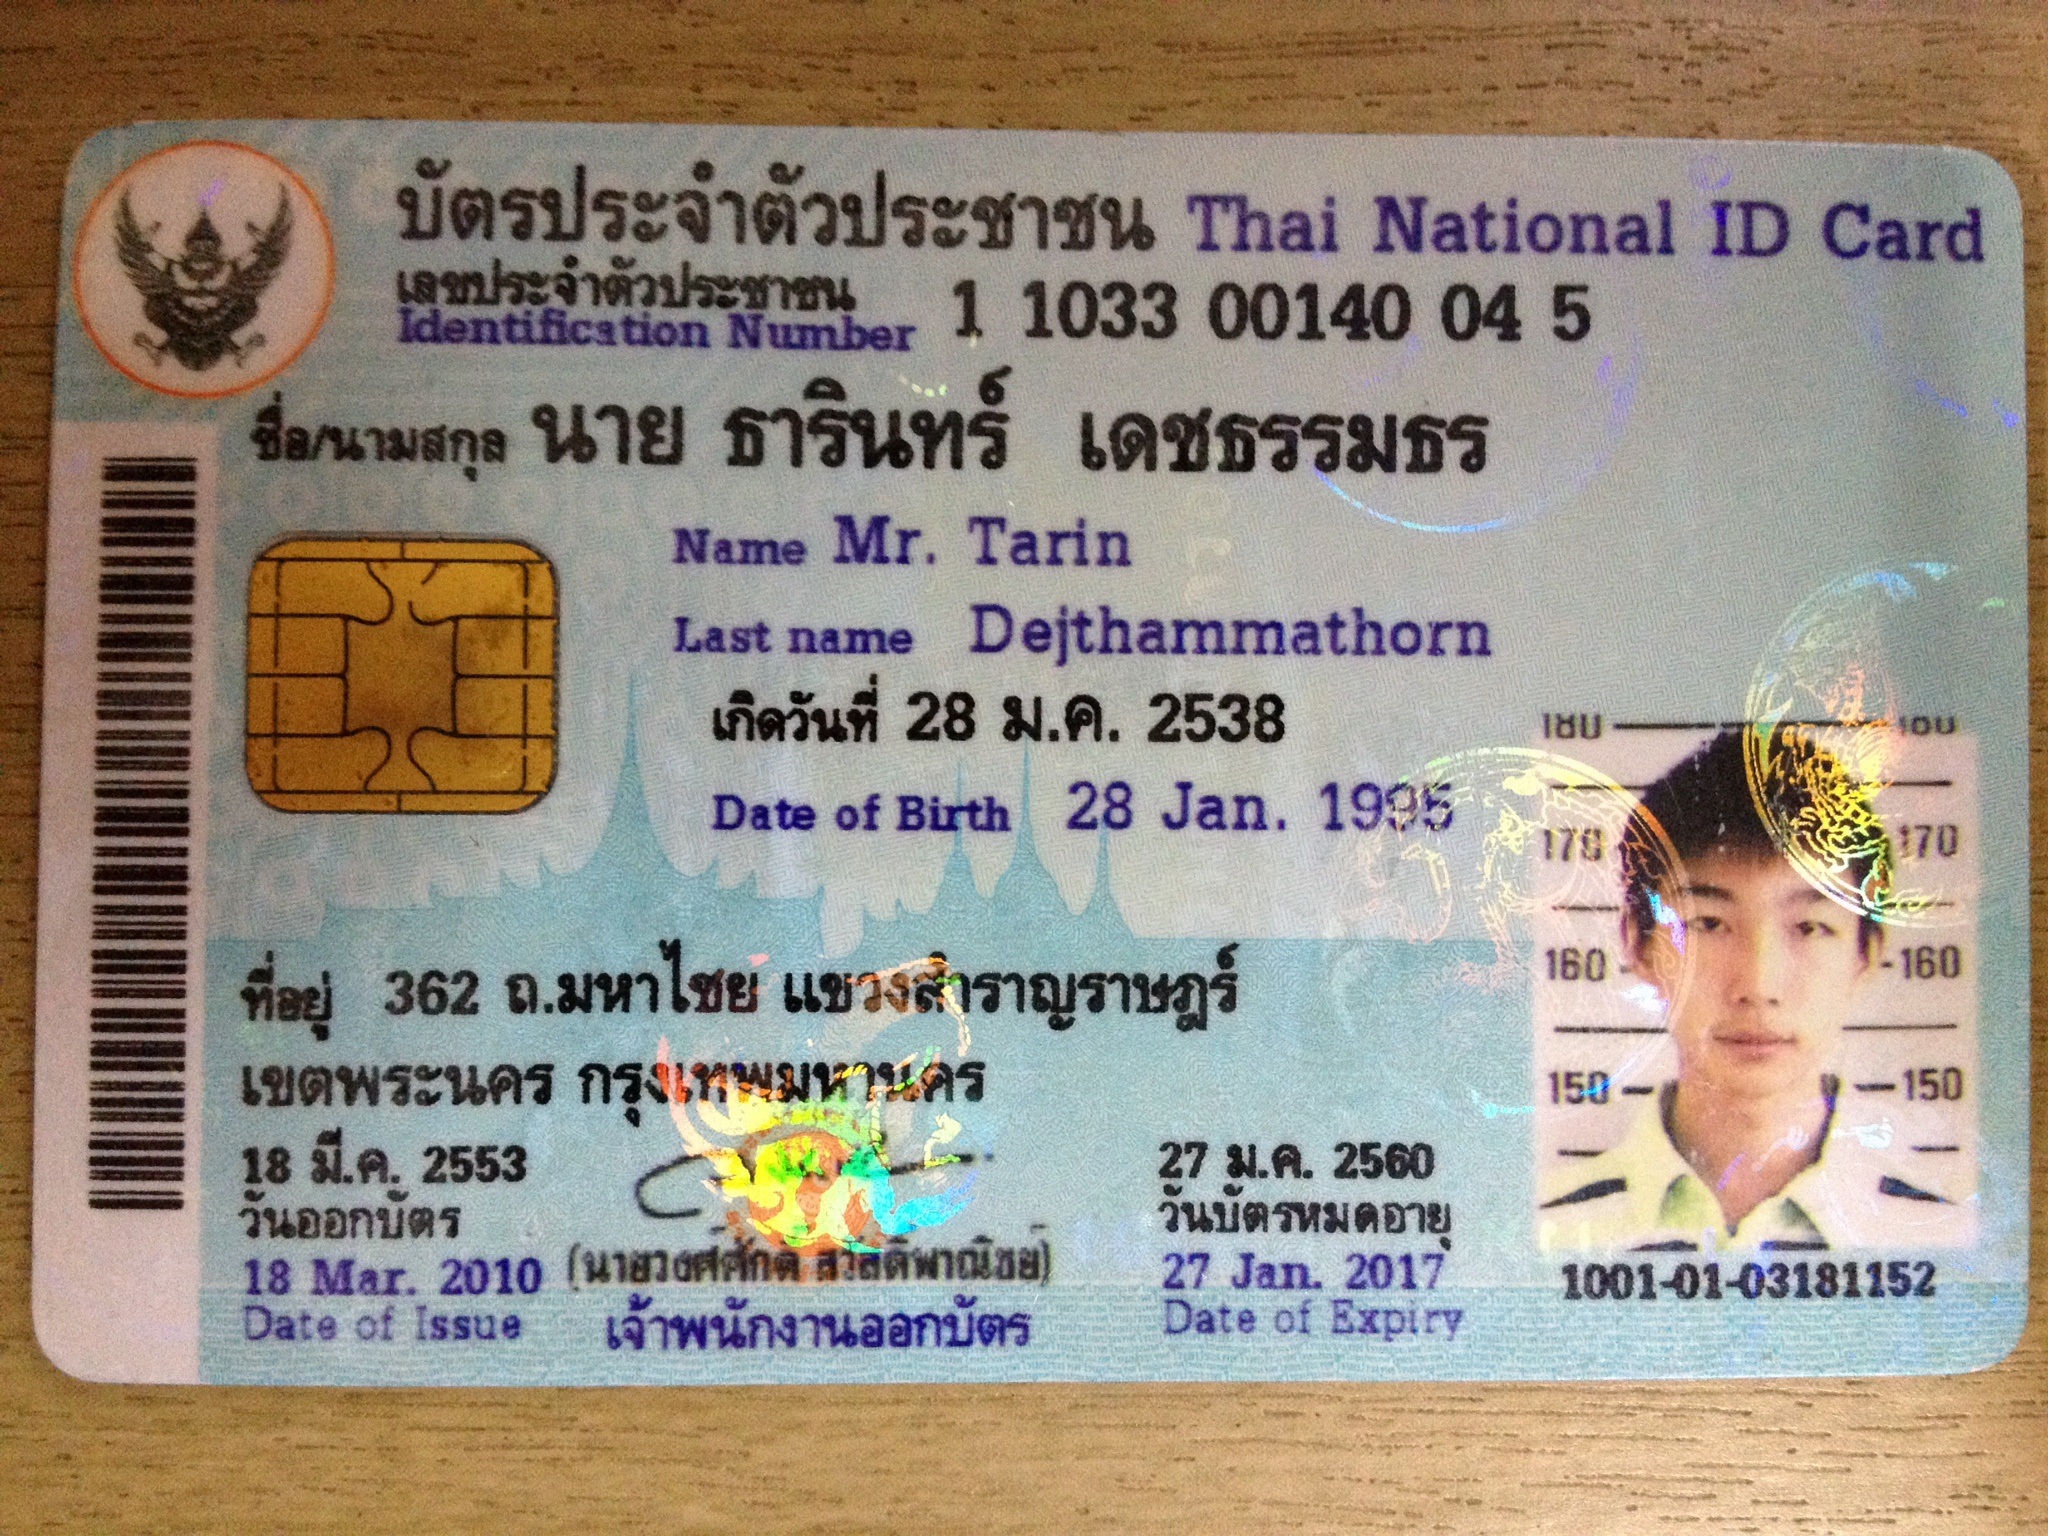 บัตรประจำตัวประชาชน Thai National ID Card
เลขประจำตัวประชาชน
Identification Number 1 1033 00140 04 5
ชื่อ/นามสกุล นาย ธารินทร์ เดชธรรมธร
Name Mr. Tarin
Last name Dejthammathorn
เกิดวันที่ 28 ม.ค. 2538
Date of Birth 28 Jan. 1995
ที่อยู่ 362 ถ.มหาไชย แขวงสำราญราษฎร์
เขตพระนคร กรุงเทพมหานคร
18 มี.ค. 2553
วันออกบัตร
18 Mar. 2010
Date of Issue
(นายวงศ์ศักดิ์ สวัสดิ์พาณิชย์)
เจ้าพนักงานออกบัตร
27 ม.ค. 2560
วันบัตรหมดอายุ
27 Jan. 2017
Date of Expiry
180 180
170 170
160 160
150 150
1001-01-03181152